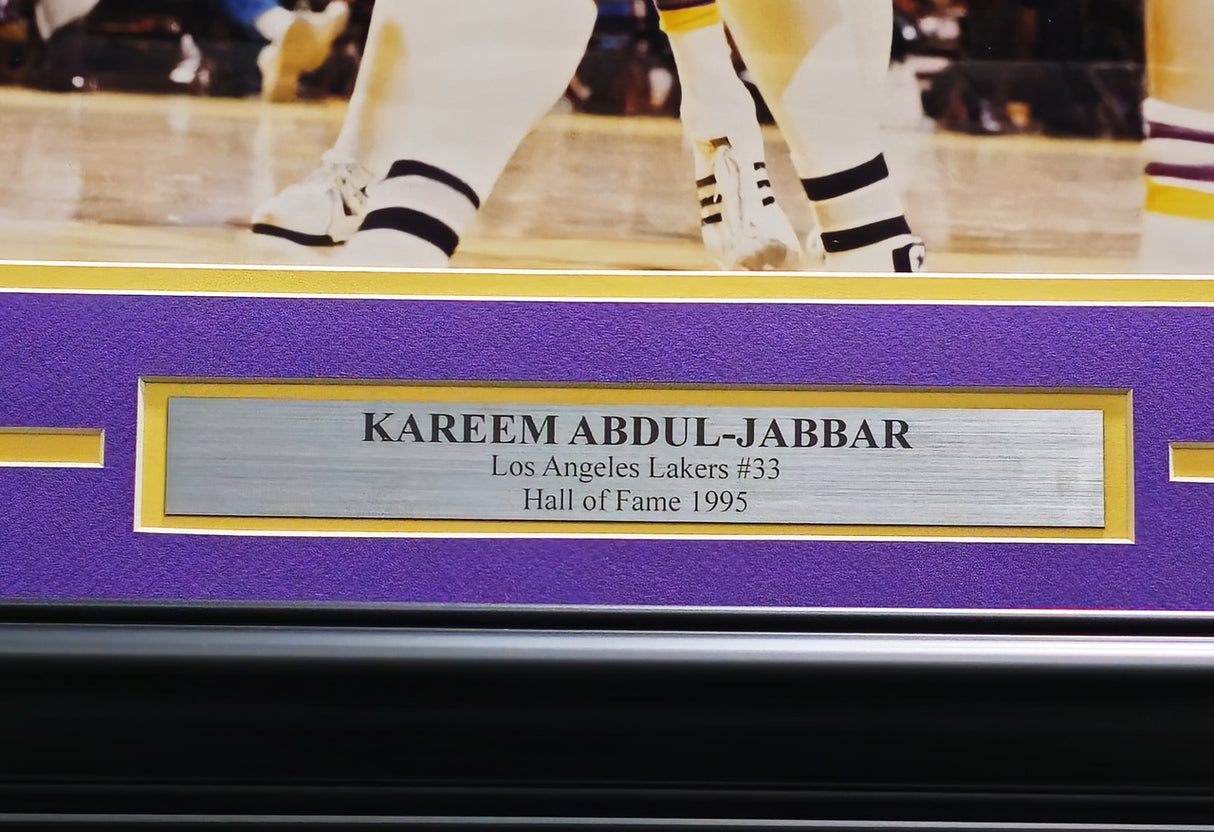 KAREEM ABDUL-JABBAR
Los Angeles Lakers #33
Hall of Fame 1995